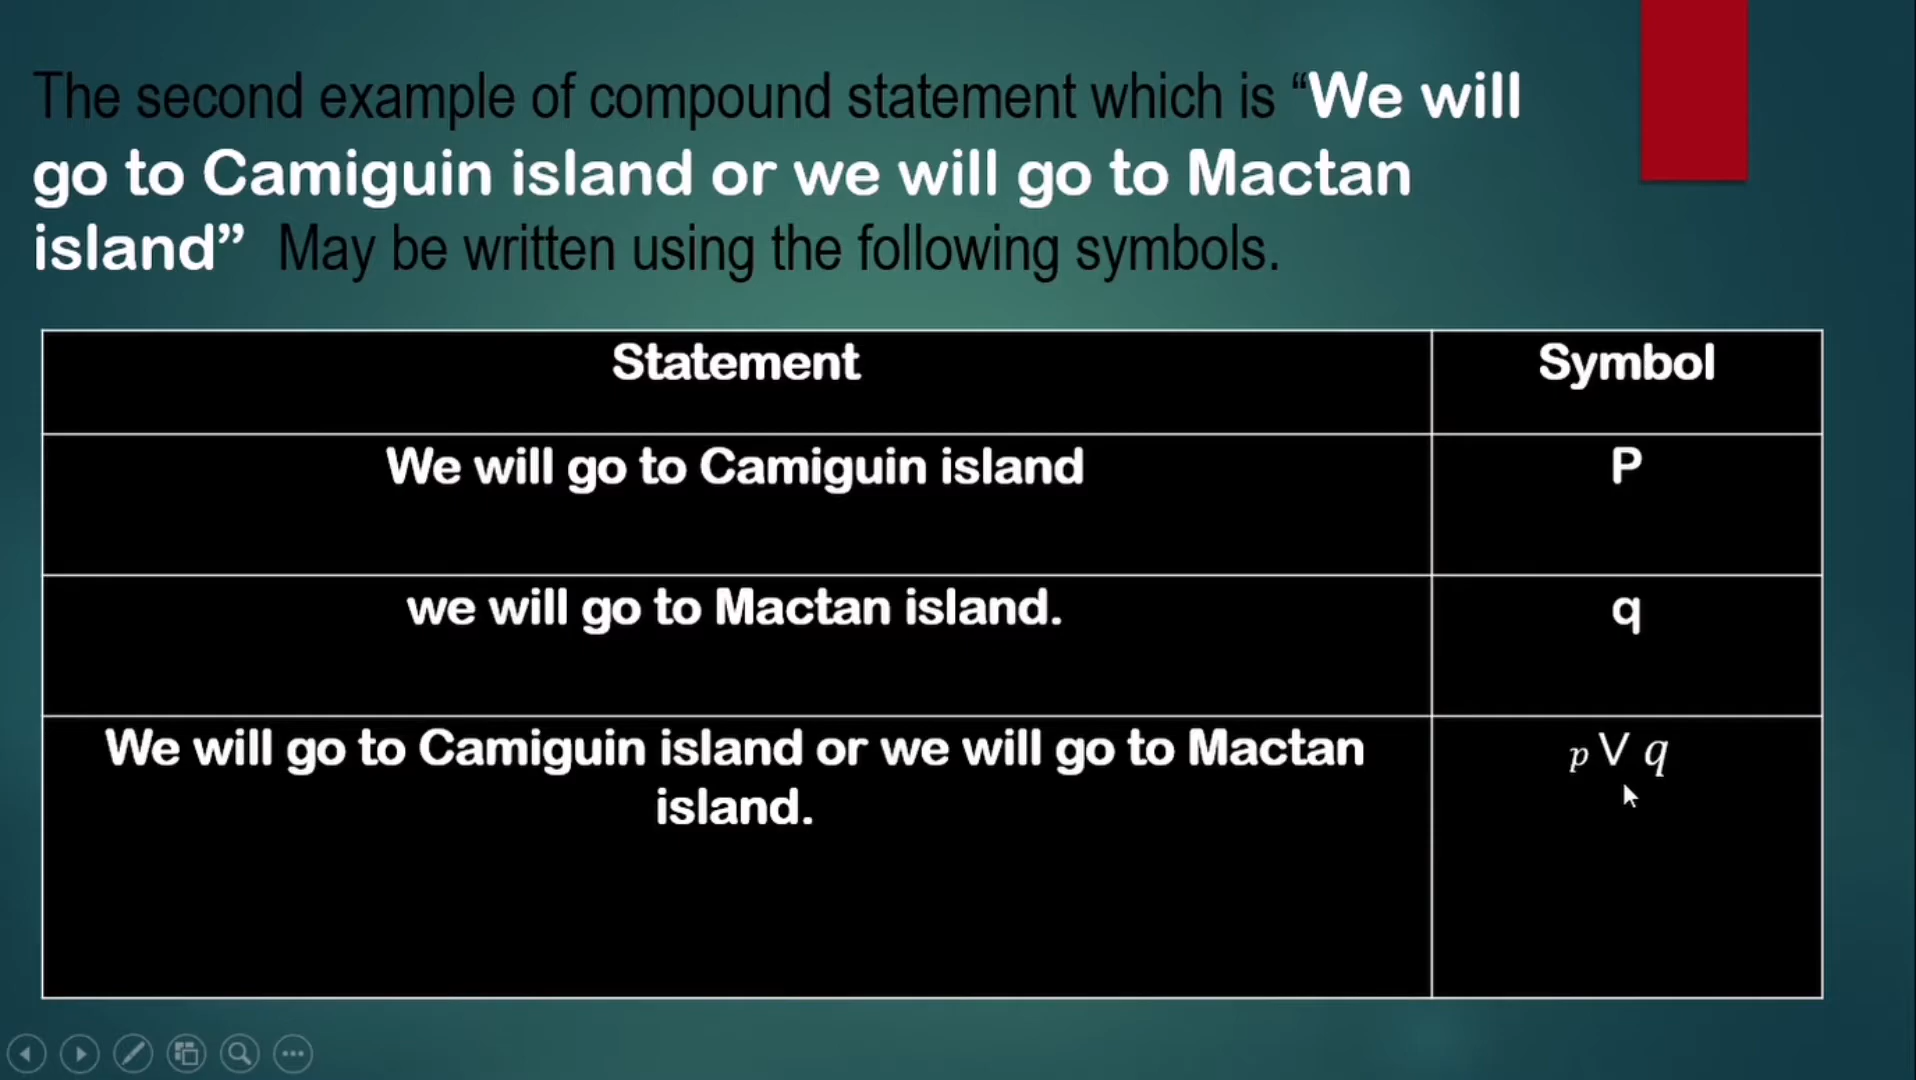 The second example of compound statement which is “We will
go to Camiguin island or we will go to Mactan
island” May be written using the following symbols.
Statement
Symbol
We will go to Camiguin island
P
we will go to Mactan island.
q
We will go to Camiguin island or we will go to Mactan
island.
p ∨ q